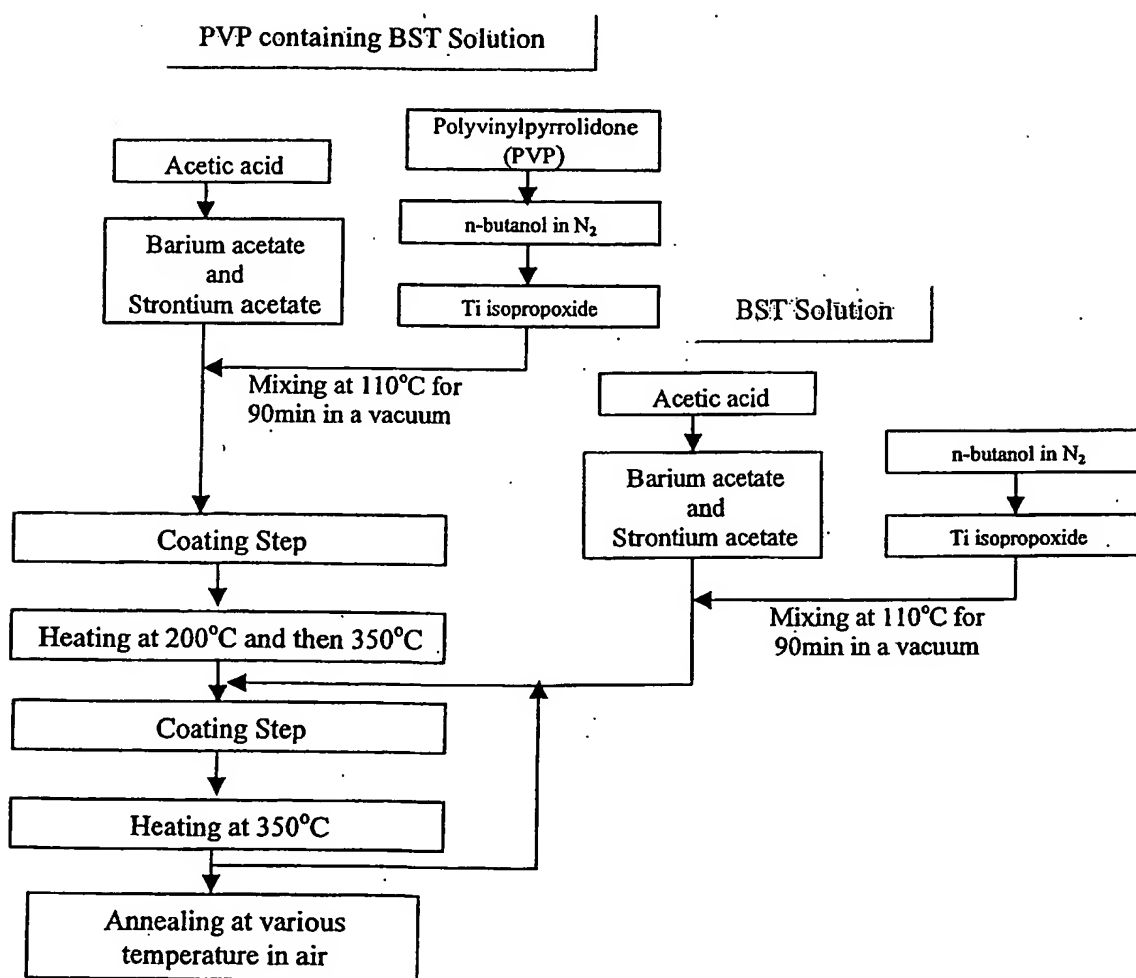 PVP containing BST Solution
Polyvinylpyrrolidone
(PVP)
Acetic acid
n-butanol in N₂
Barium acetate
and
Strontium acetate
Ti isopropoxide
BST Solution
Mixing at 110°C for
90min in a vacuum
Acetic acid
n-butanol in N₂
Barium acetate
and
Strontium acetate
Ti isopropoxide
Coating Step
Mixing at 110°C for
90min in a vacuum
Heating at 200°C and then 350°C
Coating Step
Heating at 350°C
Annealing at various
temperature in air